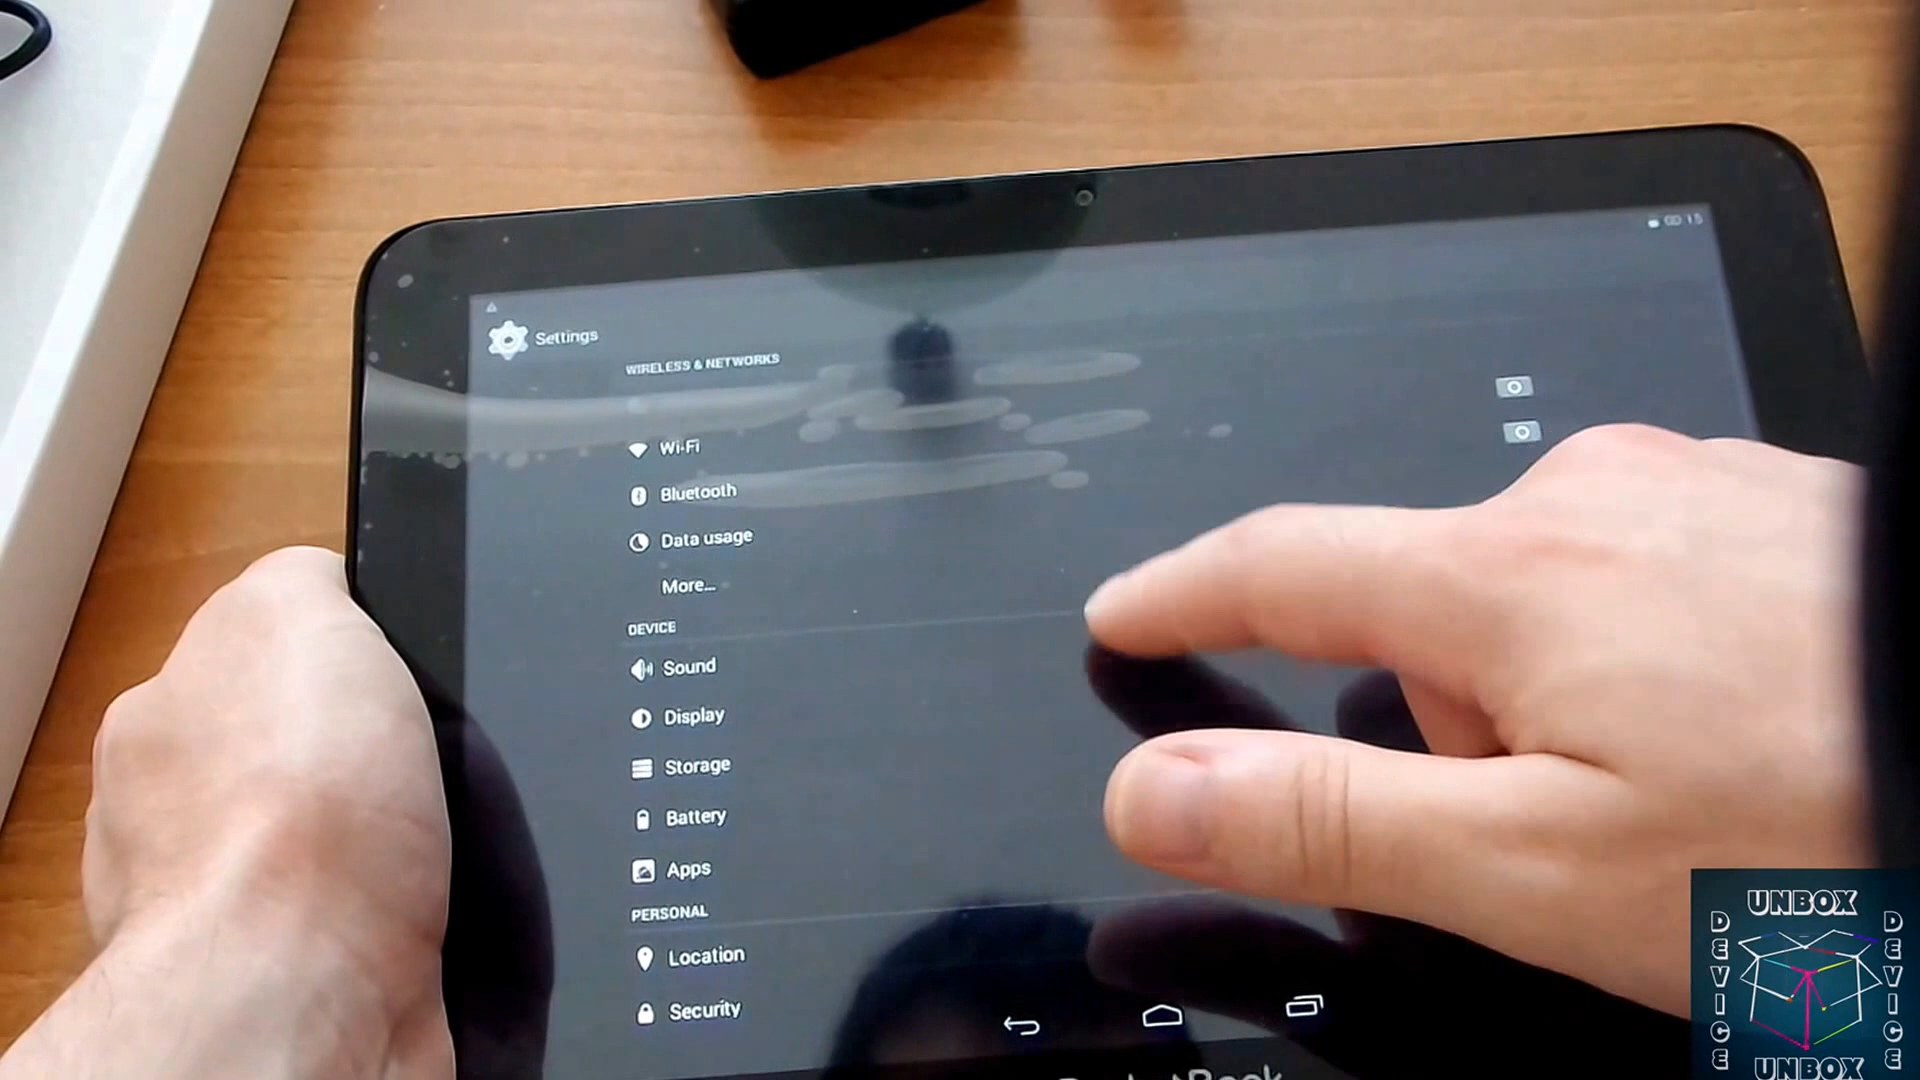 15
Settings
WIRELESS & NETWORKS
Wi-Fi
Bluetooth
Data usage
More...
DEVICE
Sound
Display
Storage
Battery
Apps
PERSONAL
Location
Security
UNBOX
DEVICE
DEVICE
UNBOX